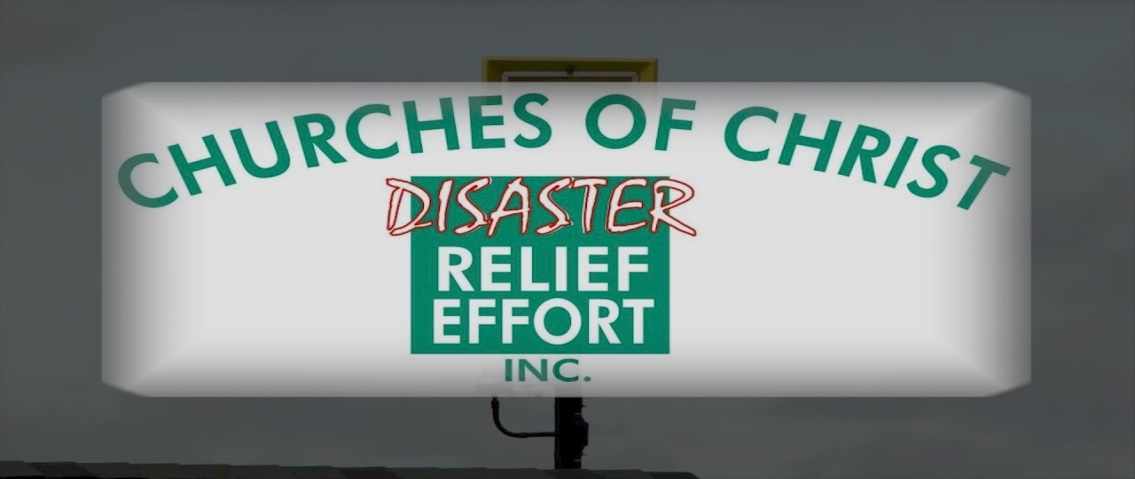 CHURCHES OF CHRIST
DISASTER
RELIEF
EFFORT
INC.